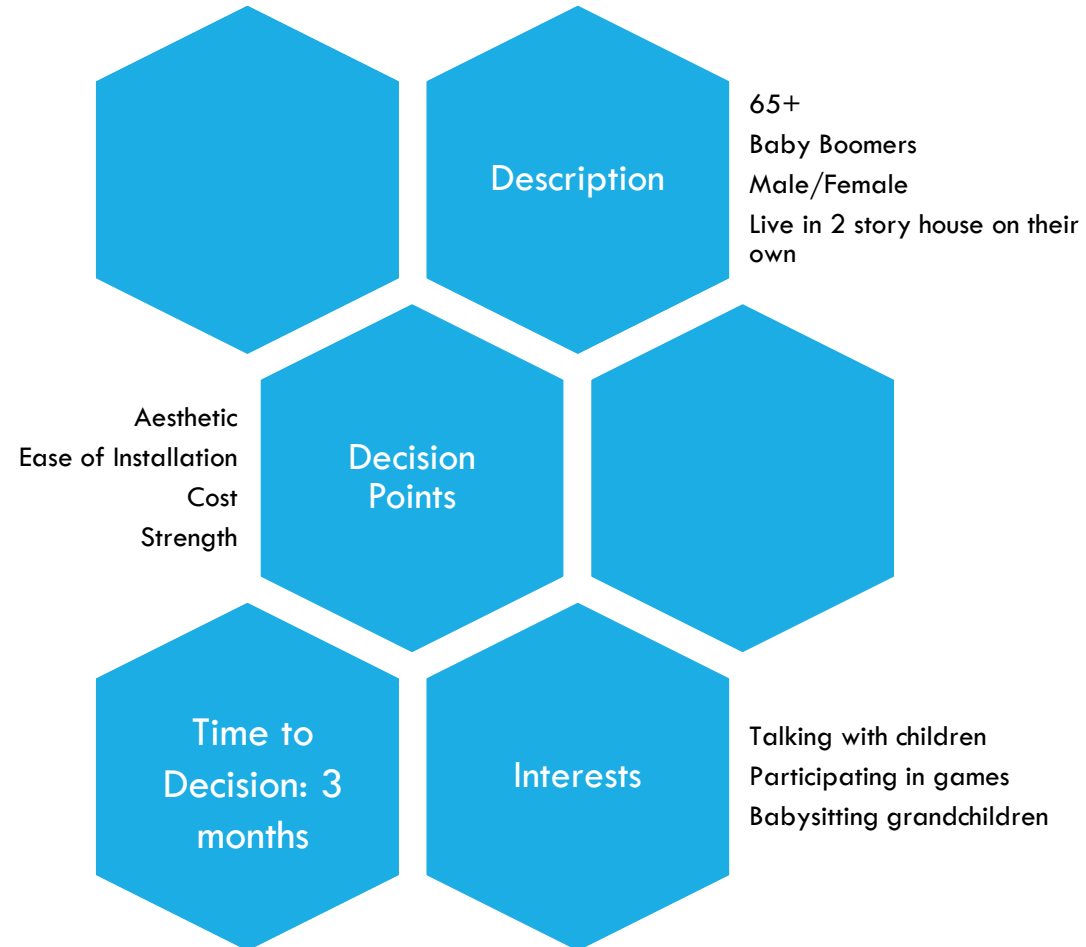 Description
65+
Baby Boomers
Male/Female
Live in 2 story house on their
own
Aesthetic
Ease of Installation
Cost
Strength
Decision
Points
Time to
Decision: 3
months
Interests
Talking with children
Participating in games
Babysitting grandchildren